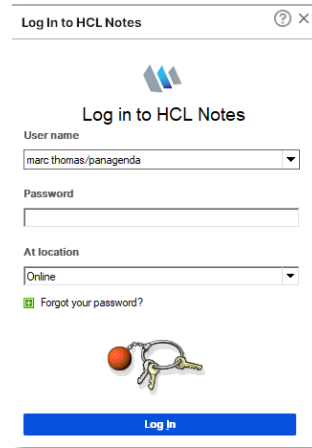 Log In to HCL Notes
Log in to HCL Notes
User name
marc thomas/panagenda
Password
At location
Online
Forgot your password?
Log In